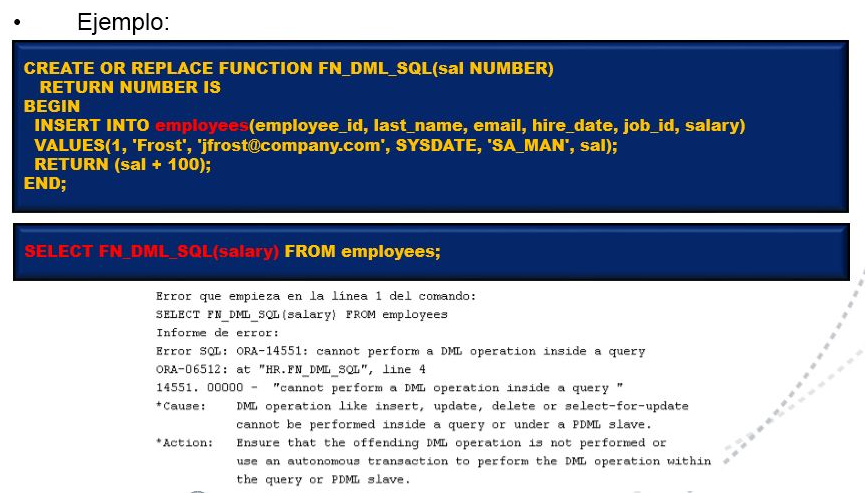 • Ejemplo:
CREATE OR REPLACE FUNCTION FN_DML_SQL(sal NUMBER)
RETURN NUMBER IS
BEGIN
INSERT INTO employees(employee_id, last_name, email, hire_date, job_id, salary)
VALUES(1, 'Frost', 'jfrost@company.com', SYSDATE, 'SA_MAN', sal);
RETURN (sal + 100);
END;
SELECT FN_DML_SQL(salary) FROM employees;
Error que empieza en la línea 1 del comando:
SELECT FN_DML_SQL(salary) FROM employees
Informe de error:
Error SQL: ORA-14551: cannot perform a DML operation inside a query
ORA-06512: at "HR.FN_DML_SQL", line 4
14551. 00000 - "cannot perform a DML operation inside a query "
*Cause: DML operation like insert, update, delete or select-for-update
cannot be performed inside a query or under a PDML slave.
*Action: Ensure that the offending DML operation is not performed or
use an autonomous transaction to perform the DML operation within
the query or PDML slave.